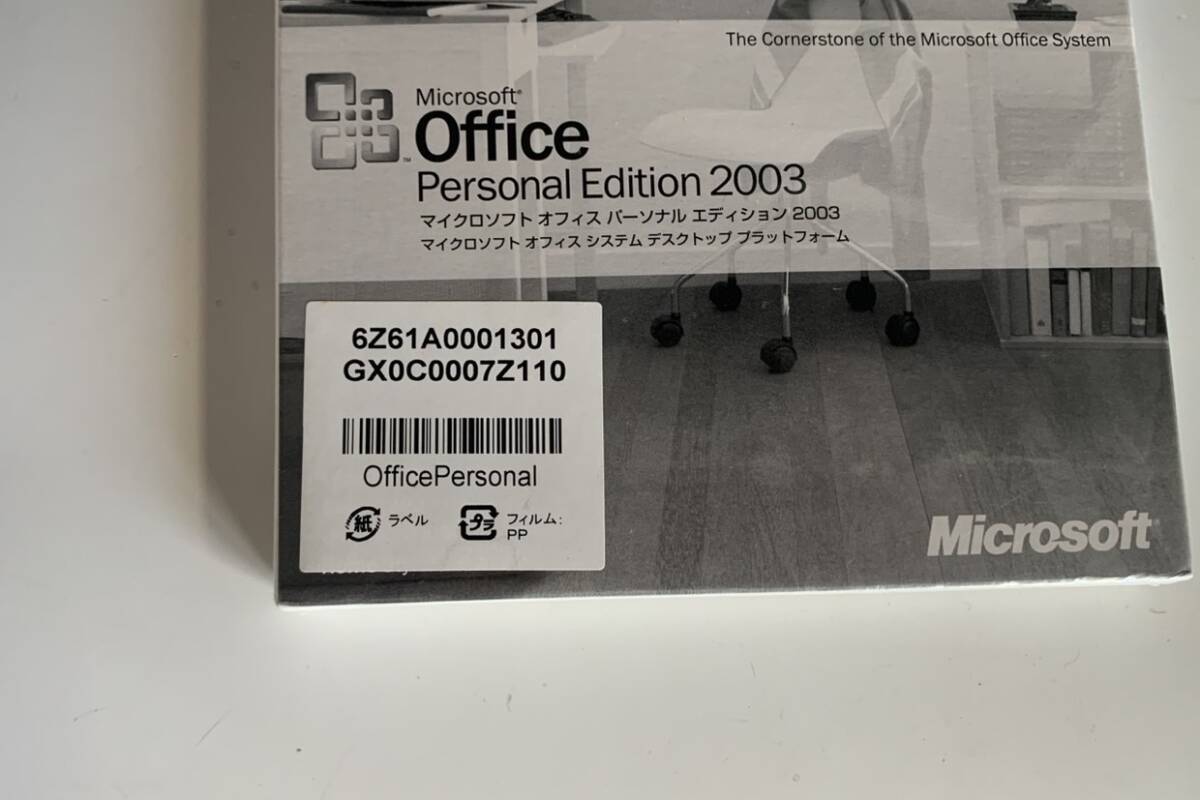 The Cornerstone of the Microsoft Office System
Microsoft®
Office
™
Personal Edition 2003
マイクロソフト オフィス パーソナル エディション 2003
マイクロソフト オフィス システム デスクトップ プラットフォーム
6Z61A0001301
GX0C0007Z110
OfficePersonal
紙 ラベル プラ フィルム:
PP
Microsoft